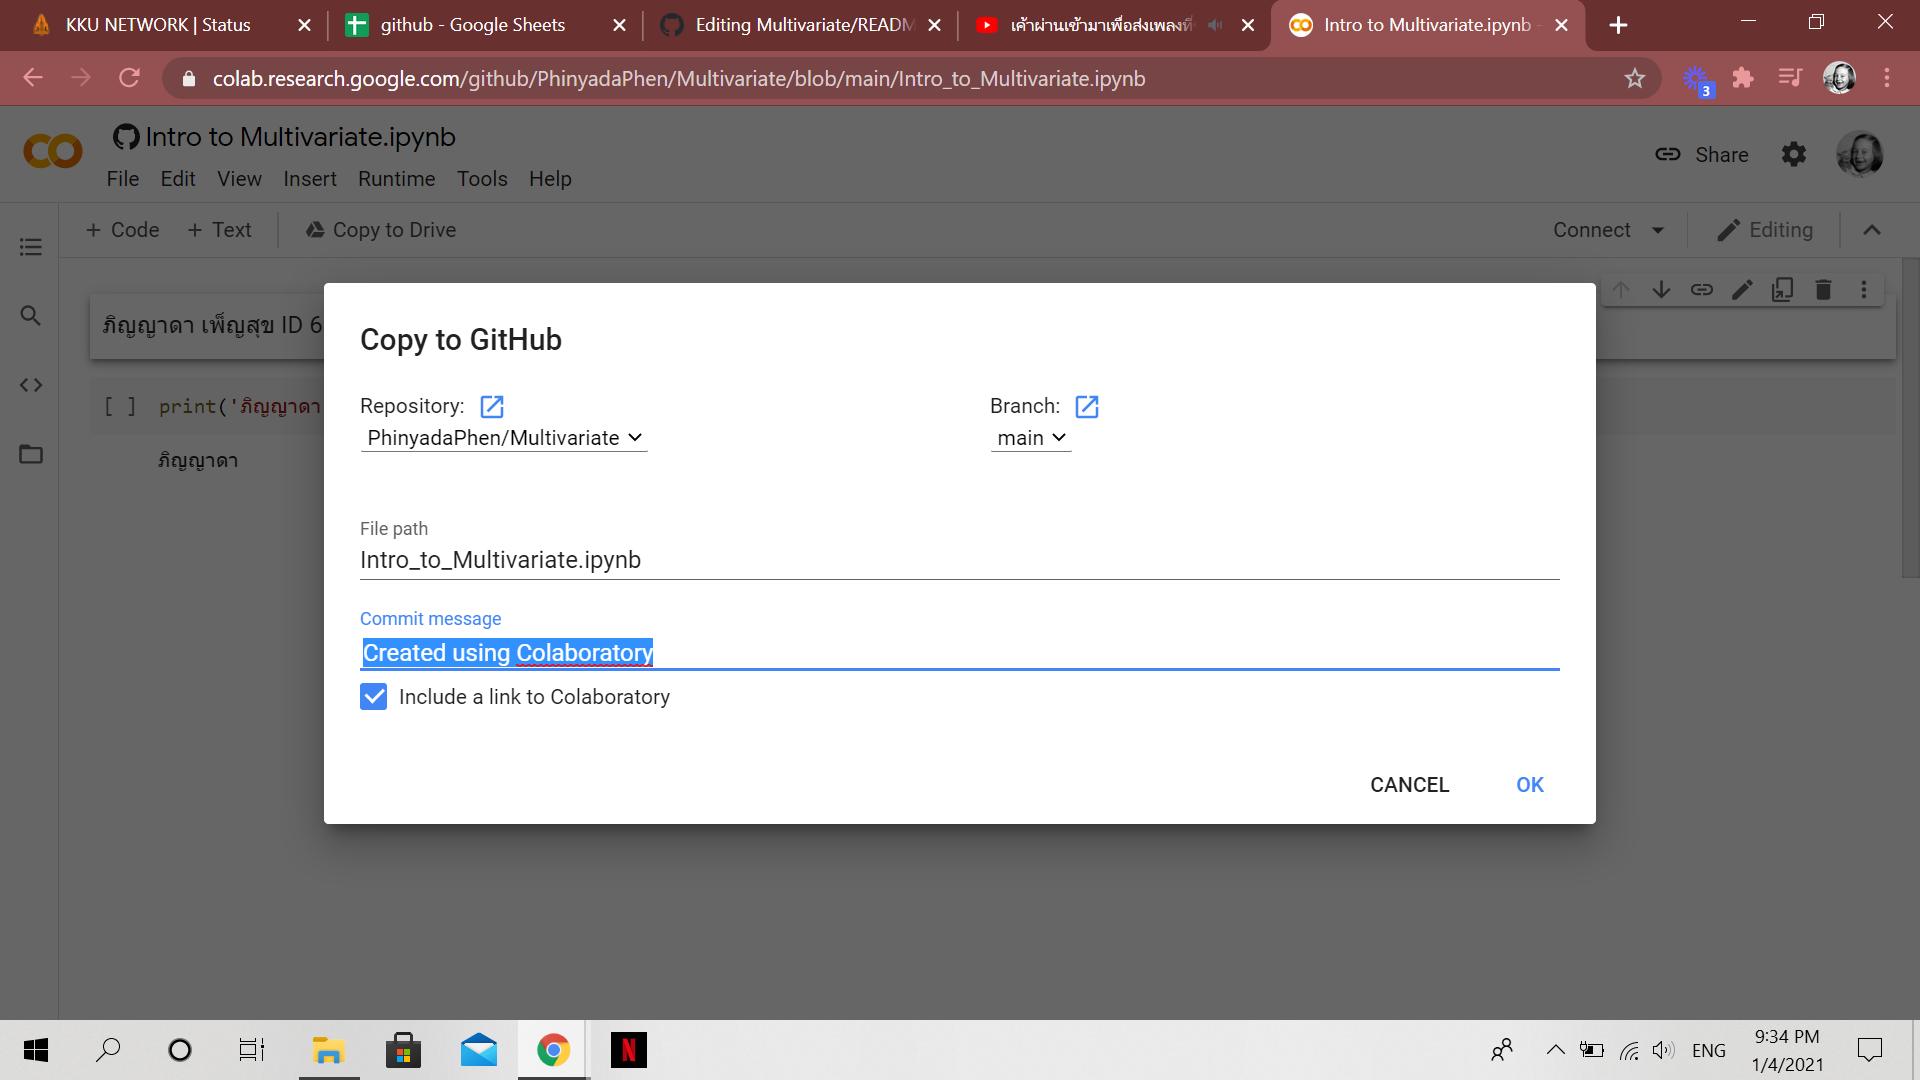 KKU NETWORK | Status
github - Google Sheets
Editing Multivariate/READM
เค้าผ่านเข้ามาเพื่อส่งเพลงที่
Intro to Multivariate.ipynb -
colab.research.google.com/github/PhinyadaPhen/Multivariate/blob/main/Intro_to_Multivariate.ipynb
3
Intro to Multivariate.ipynb
Share
File Edit View Insert Runtime Tools Help
+ Code + Text Copy to Drive
Connect Editing
ภิญญาดา เพ็ญสุข ID 6
[ ] print('ภิญญาดา
ภิญญาดา
Copy to GitHub
Repository: Branch:
PhinyadaPhen/Multivariate main
File path
Intro_to_Multivariate.ipynb
Commit message
Created using Colaboratory
Include a link to Colaboratory
CANCEL OK
N
ENG
9:34 PM
1/4/2021